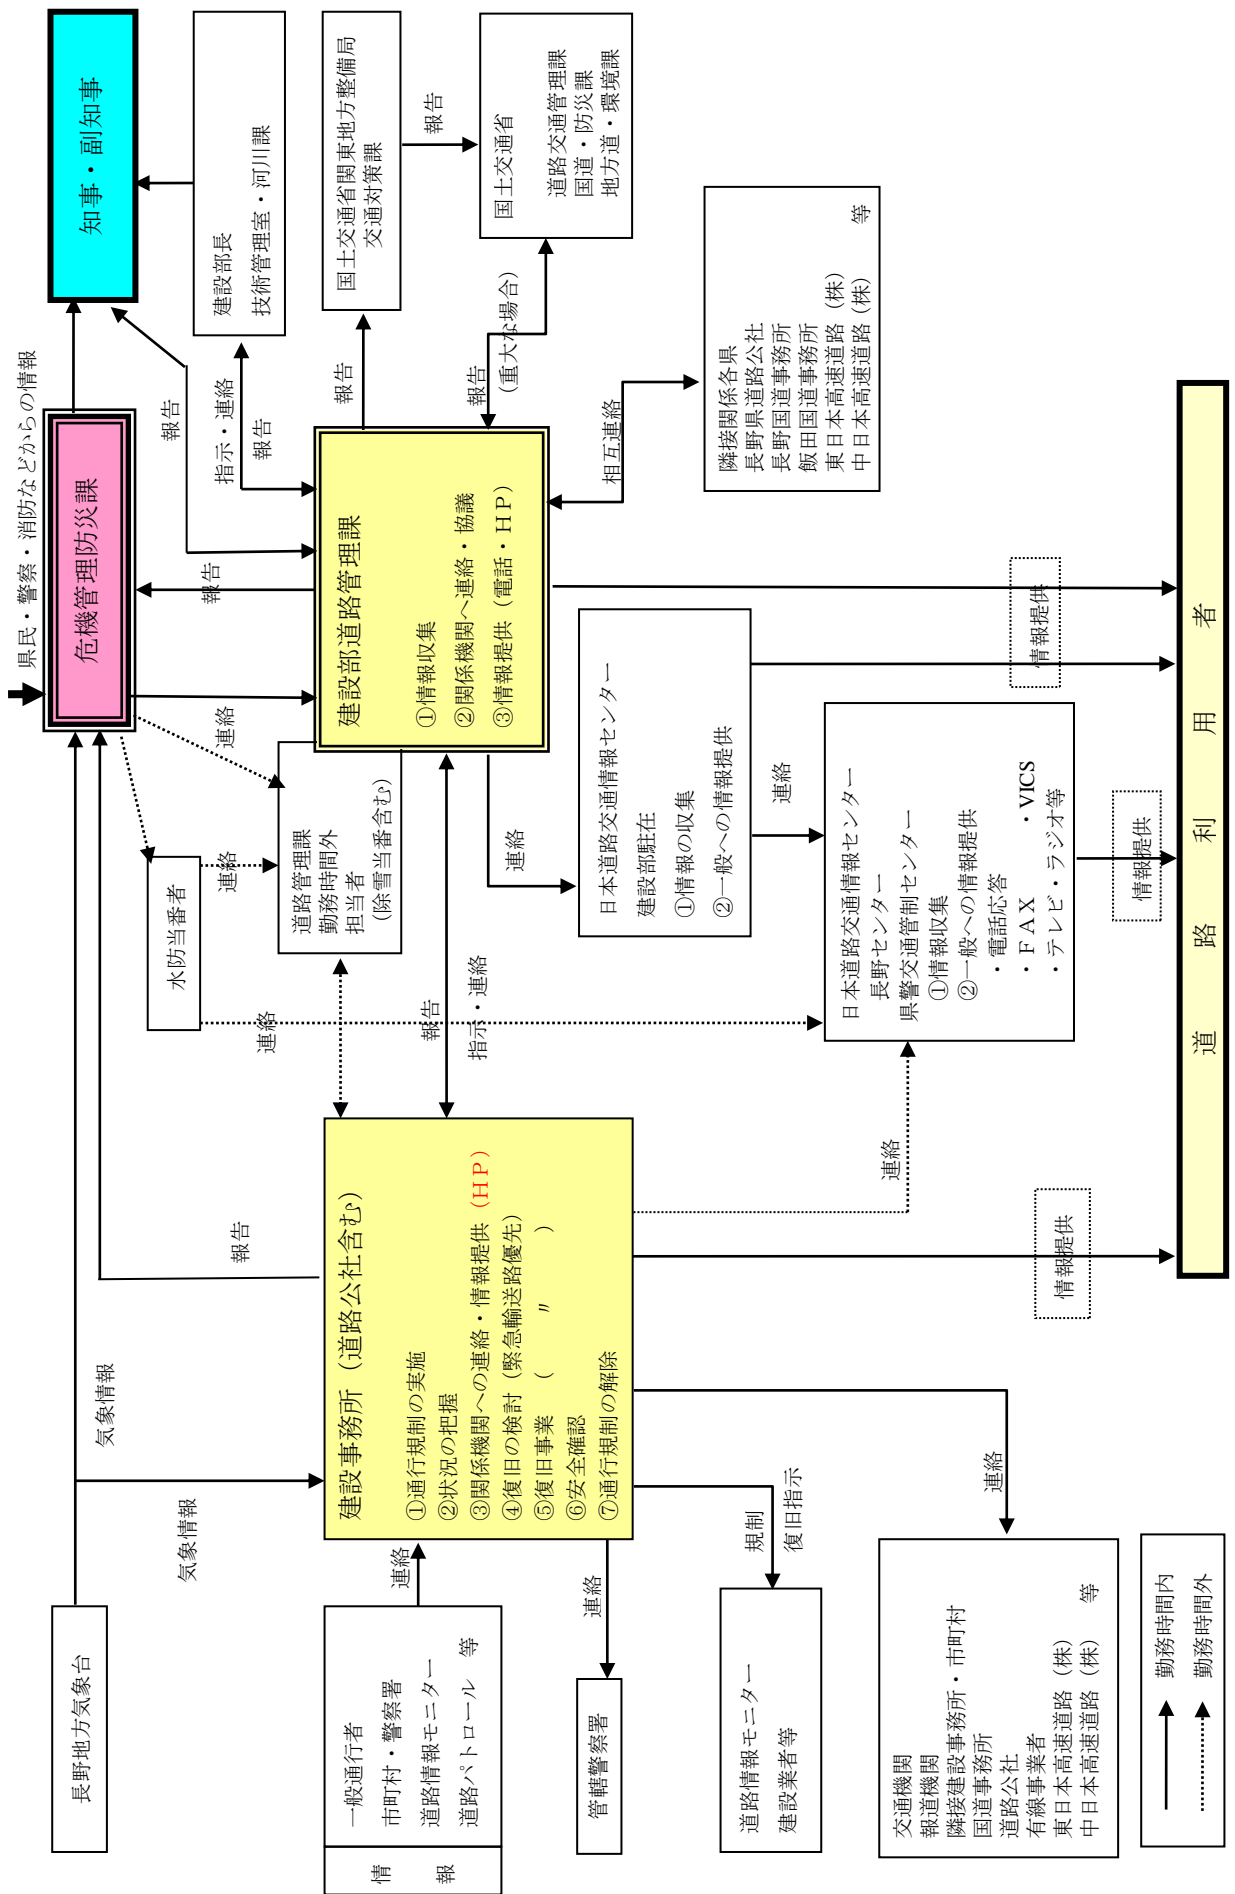 長野地方気象台
気象情報
気象情報
県民・警察・消防などからの情報
危機管理防災課
知事・副知事
情報
一般通行者
市町村・警察署
道路情報モニター
道路パトロール　等
連絡
管轄警察署
連絡
道路情報モニター
建設業者等
規制
復旧指示
交通機関
報道機関
隣接建設事務所・市町村
国道事務所
道路公社
有線事業者
東日本高速道路（株）
中日本高速道路（株）　等
連絡
勤務時間内
勤務時間外
建設事務所（道路公社含む）
①通行規制の実施
②状況の把握
③関係機関への連絡・情報提供（HP）
④復旧の検討（緊急輸送路優先）
⑤復旧事業　（　　〃　　）
⑥安全確認
⑦通行規制の解除
報告
情報提供
連絡
水防当番者
連絡
連絡
連絡
道路管理課
勤務時間外
担当者
（除雪当番含む）
報告
指示・連絡
連絡
建設部道路管理課
①情報収集
②関係機関へ連絡・協議
③情報提供（電話・HP）
報告
報告
指示・連絡
報告
建設部長
技術管理室・河川課
報告
国土交通省関東地方整備局
交通対策課
報告
報告
（重大な場合）
国土交通省
道路交通管理課
国道・防災課
地方道・環境課
相互連絡
隣接関係各県
長野県道路公社
長野国道事務所
飯田国道事務所
東日本高速道路（株）
中日本高速道路（株）　等
日本道路交通情報センター
建設部駐在
①情報の収集
②一般への情報提供
連絡
日本道路交通情報センター
長野センター
県警交通管制センター
①情報収集
②一般への情報提供
・電話応答
・FAX　・VICS
・テレビ・ラジオ等
情報提供
情報提供
道路利用者